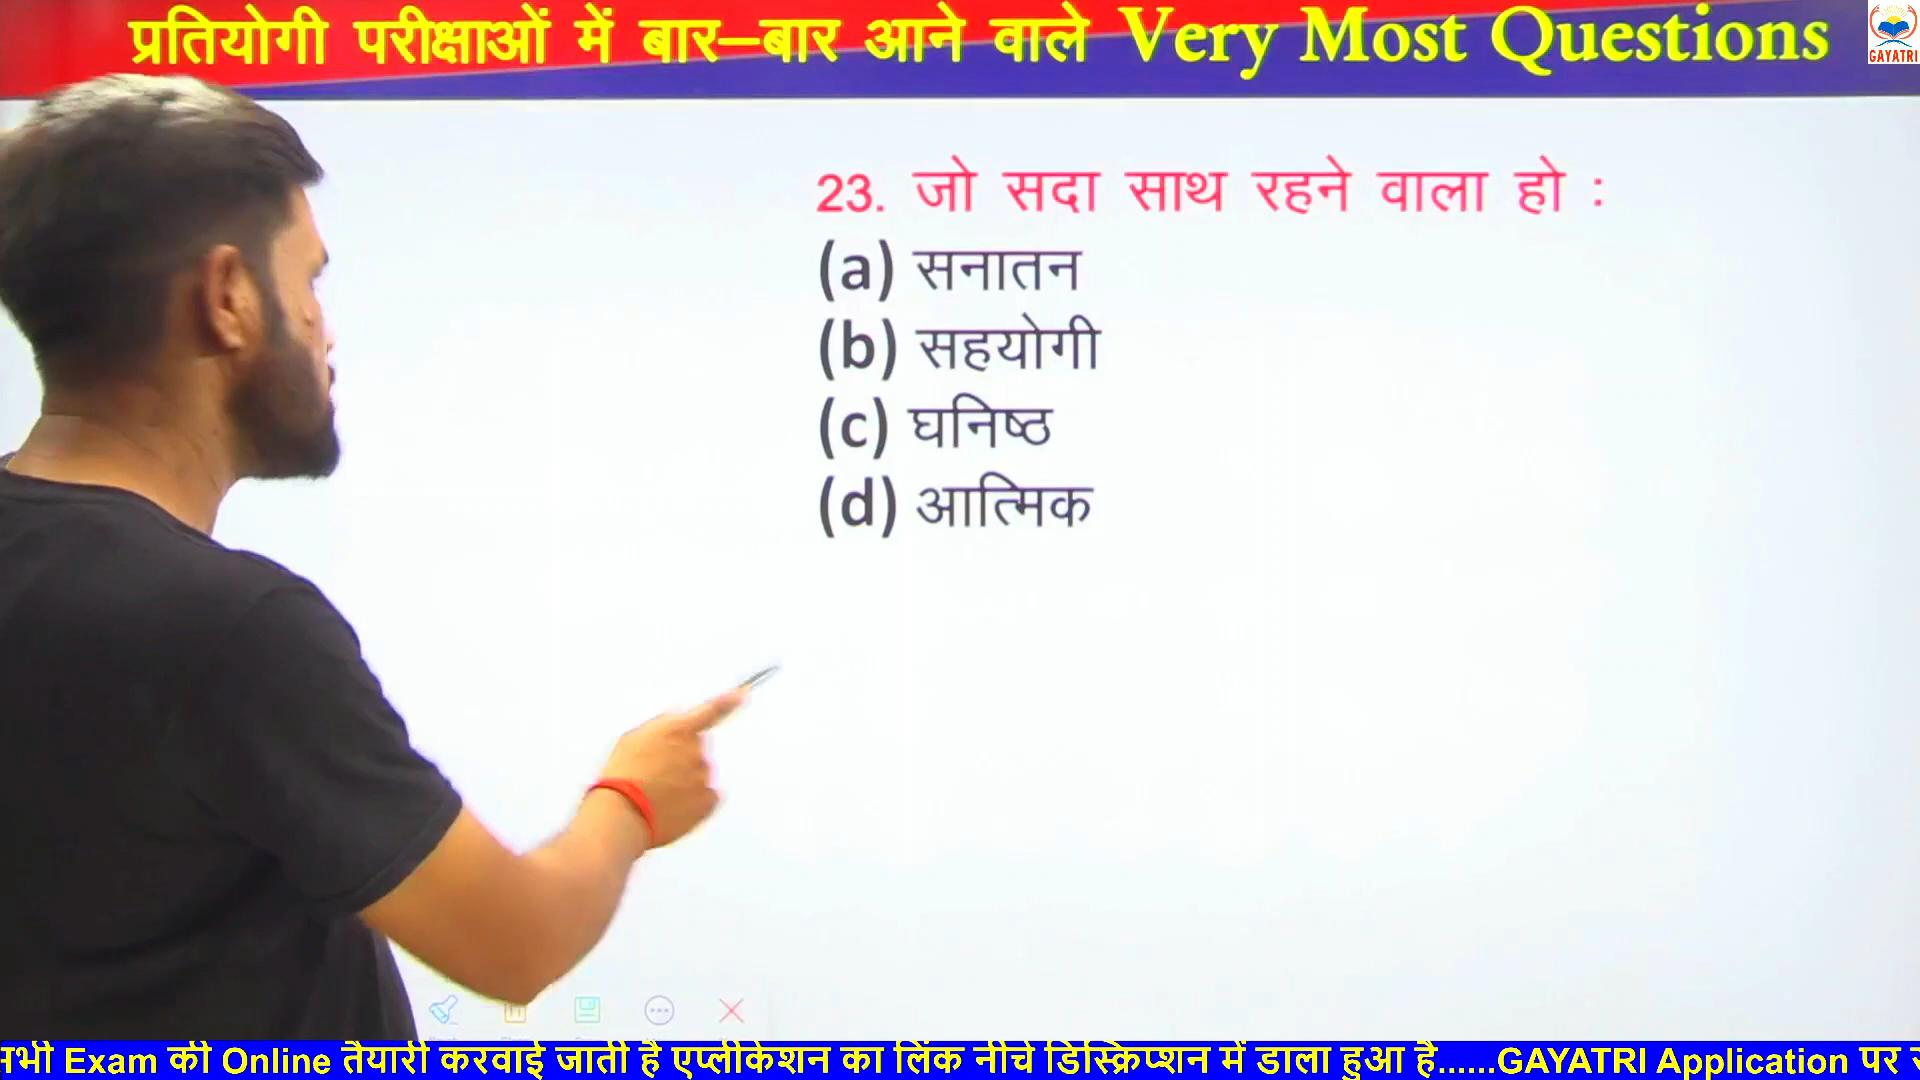 प्रतियोगी परीक्षाओं में बार–बार आने वाले Very Most Questions
GAYATRI
23. जो सदा साथ रहने वाला हो :
(a) सनातन
(b) सहयोगी
(c) घनिष्ठ
(d) आत्मिक
Exam की Online तैयारी करवाई जाती है एप्लीकेशन का लिंक नीचे डिस्क्रिप्शन में डाला हुआ है......GAYATRI Application पर